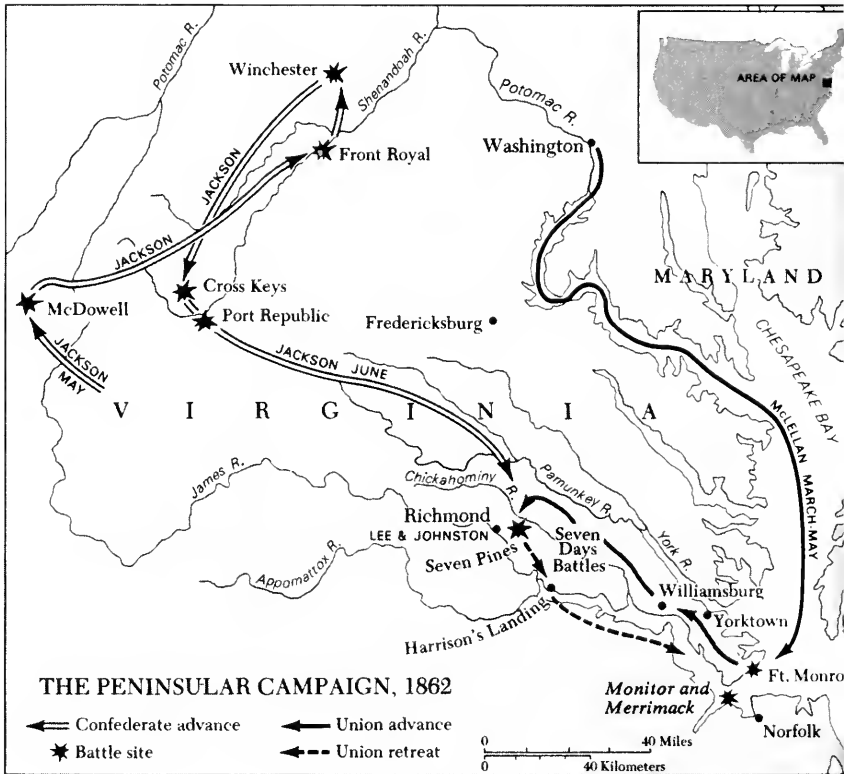 Potomac R.
Winchester
Shenandoah R.
Potomac R.
AREA OF MAP
Washington
Front Royal
JACKSON
JACKSON
MARYLAND
Cross Keys
McDowell
Port Republic
Fredericksburg
CHESAPEAKE BAY
JACKSON
MAY
JACKSON JUNE
VIRGINIA
McLELLAN MARCH-MAY
James R.
Chickahominy R.
Pamunkey R.
Richmond
LEE & JOHNSTON
Seven Pines
Seven
Days
Battles
York R.
Appomattox R.
Williamsburg
Yorktown
Harrison's Landing
Ft. Monro
THE PENINSULAR CAMPAIGN, 1862
Monitor and
Merrimack
Confederate advance
Union advance
Norfolk
Battle site
Union retreat
0 40 Miles
0 40 Kilometers